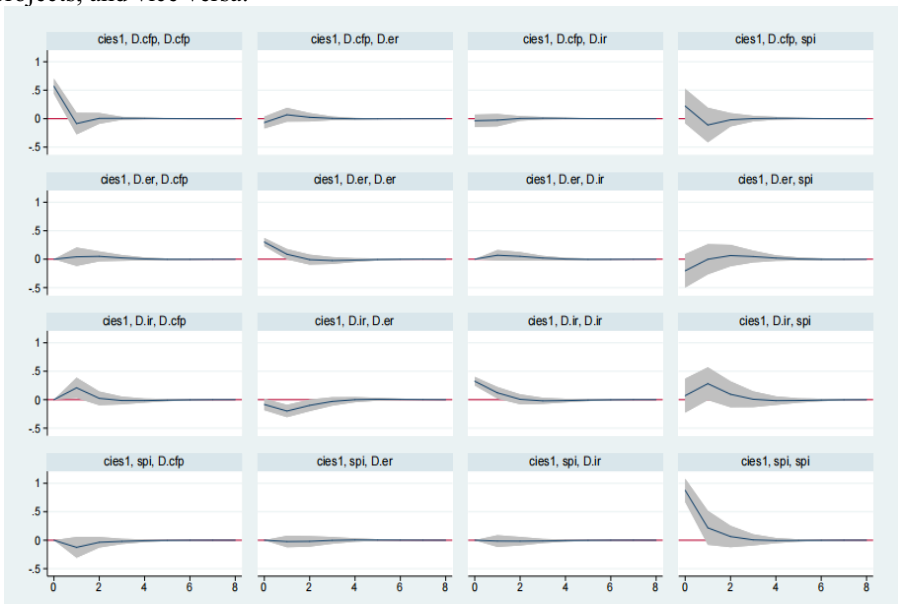 rojects, and vice versa.
cies1, D.cfp, D.cfp
cies1, D.cfp, D.er
cies1, D.cfp, D.ir
cies1, D.cfp, spi
1
.5
0
-.5
cies1, D.er, D.cfp
cies1, D.er, D.er
cies1, D.er, D.ir
cies1, D.er, spi
1
.5
0
-.5
cies1, D.ir, D.cfp
cies1, D.ir, D.er
cies1, D.ir, D.ir
cies1, D.ir, spi
1
.5
0
-.5
cies1, spi, D.cfp
cies1, spi, D.er
cies1, spi, D.ir
cies1, spi, spi
1
.5
0
-.5
0 2 4 6 8
0 2 4 6 8
0 2 4 6 8
0 2 4 6 8